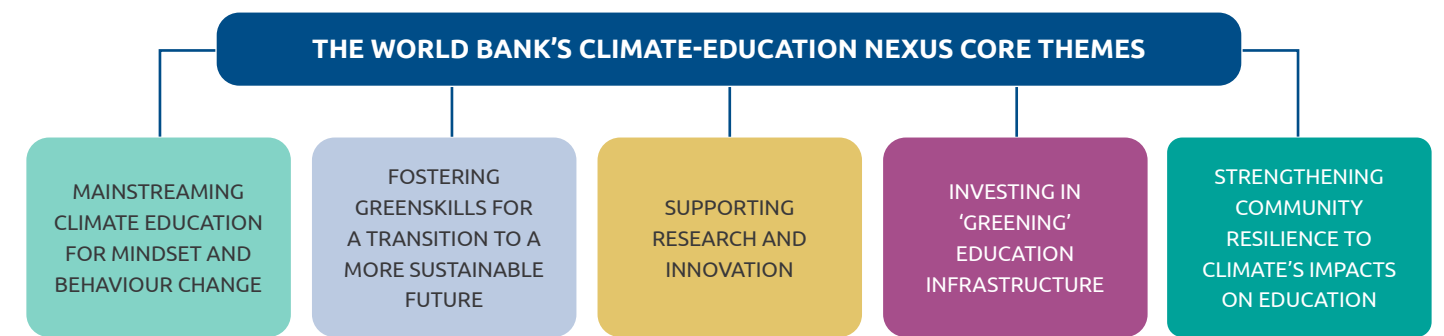 THE WORLD BANK’S CLIMATE-EDUCATION NEXUS CORE THEMES
MAINSTREAMING
CLIMATE EDUCATION
FOR MINDSET AND
BEHAVIOUR CHANGE
FOSTERING
GREENSKILLS FOR
A TRANSITION TO A
MORE SUSTAINABLE
FUTURE
SUPPORTING
RESEARCH AND
INNOVATION
INVESTING IN
‘GREENING’
EDUCATION
INFRASTRUCTURE
STRENGTHENING
COMMUNITY
RESILIENCE TO
CLIMATE’S IMPACTS
ON EDUCATION